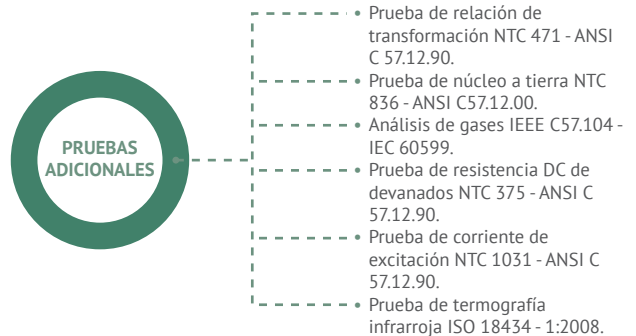 PRUEBAS
ADICIONALES
• Prueba de relación de
transformación NTC 471 - ANSI
C 57.12.90.
• Prueba de núcleo a tierra NTC
836 - ANSI C57.12.00.
• Análisis de gases IEEE C57.104 -
IEC 60599.
• Prueba de resistencia DC de
devanados NTC 375 - ANSI C
57.12.90.
• Prueba de corriente de
excitación NTC 1031 - ANSI C
57.12.90.
• Prueba de termografía
infrarroja ISO 18434 - 1:2008.